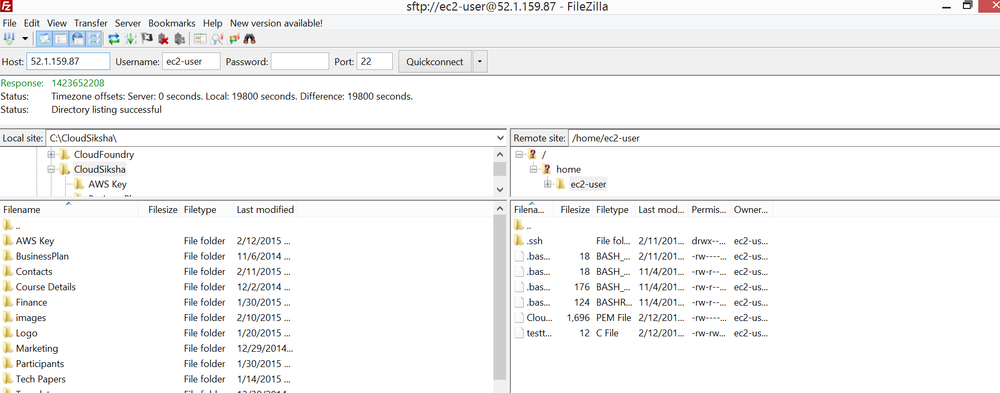 sftp://ec2-user@52.1.159.87 - FileZilla
File Edit View Transfer Server Bookmarks Help New version available!
Host: 52.1.159.87 Username: ec2-user Password: Port: 22 Quickconnect
Response: 1423652208
Status: Timezone offsets: Server: 0 seconds. Local: 19800 seconds. Difference: 19800 seconds.
Status: Directory listing successful
Local site: C:\CloudSiksha\
CloudFoundry
CloudSiksha
AWS Key
Remote site: /home/ec2-user
/
home
ec2-user
Filename Filesize Filetype Last modified
..
AWS Key File folder 2/12/2015 ...
BusinessPlan File folder 11/6/2014 ...
Contacts File folder 2/11/2015 ...
Course Details File folder 12/2/2014 ...
Finance File folder 1/30/2015 ...
images File folder 2/10/2015 ...
Logo File folder 1/20/2015 ...
Marketing File folder 12/29/2014...
Participants File folder 1/30/2015 ...
Tech Papers File folder 1/14/2015 ...
Filena... Filesize Filetype Last mod... Permis... Owner...
..
.ssh File fol... 2/11/201... drwx--... ec2-us...
.bas... 18 BASH_... 2/11/201... -rw----... ec2-us...
.bas... 18 BASH_... 11/4/201... -rw-r--... ec2-us...
.bas... 176 BASH_... 11/4/201... -rw-r--... ec2-us...
.bas... 124 BASHR... 11/4/201... -rw-r--... ec2-us...
Clou... 1,696 PEM File 2/12/201... -rw----... ec2-us...
testt... 12 C File 2/12/201... -rw-rw... ec2-us...